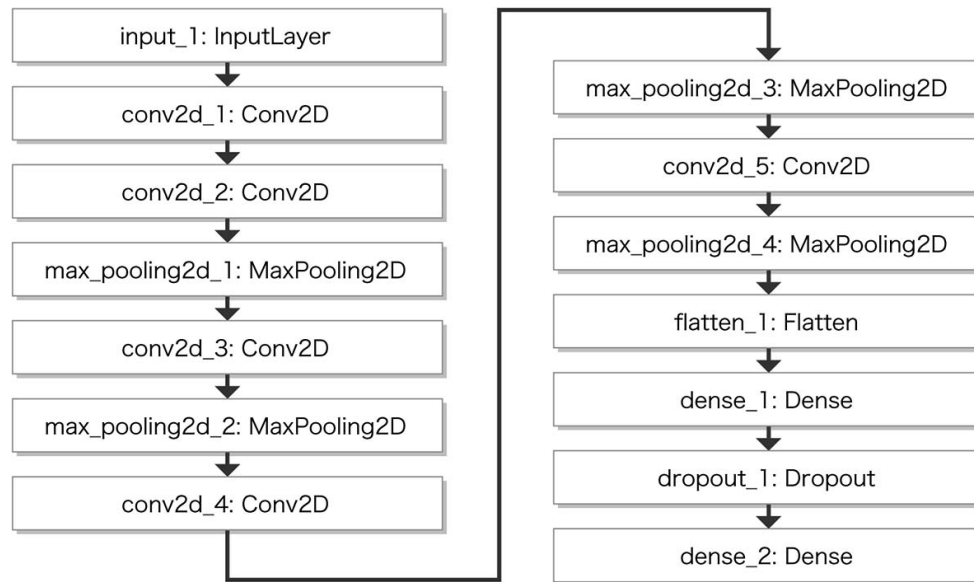 input_1: InputLayer
conv2d_1: Conv2D
conv2d_2: Conv2D
max_pooling2d_1: MaxPooling2D
conv2d_3: Conv2D
max_pooling2d_2: MaxPooling2D
conv2d_4: Conv2D
max_pooling2d_3: MaxPooling2D
conv2d_5: Conv2D
max_pooling2d_4: MaxPooling2D
flatten_1: Flatten
dense_1: Dense
dropout_1: Dropout
dense_2: Dense